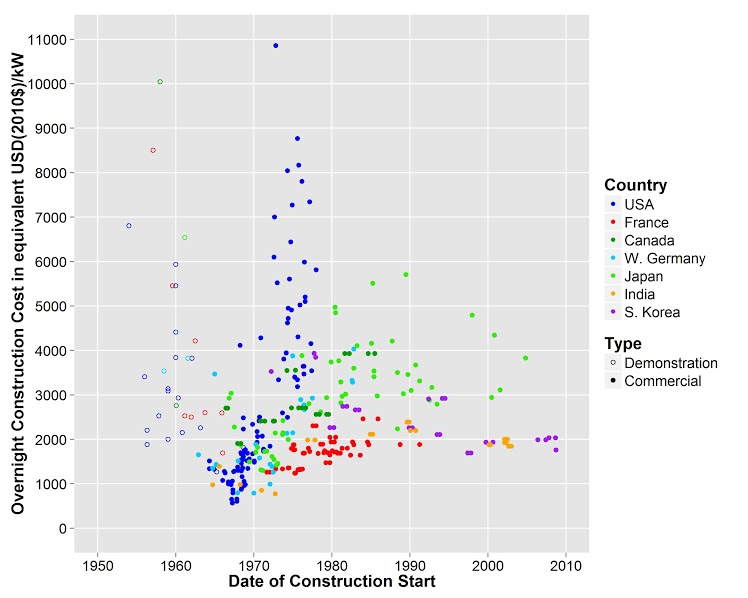 Overnight Construction Cost in equivalent USD(2010$)/kW
11000
10000
9000
8000
7000
6000
5000
4000
3000
2000
1000
0
1950 1960 1970 1980 1990 2000 2010
Date of Construction Start
Country
USA
France
Canada
W. Germany
Japan
India
S. Korea
Type
Demonstration
Commercial